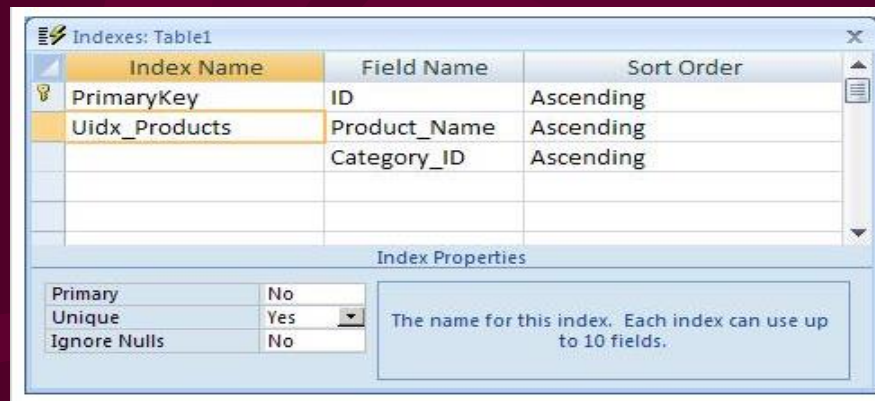 Indexes: Table1
Index Name Field Name Sort Order
PrimaryKey ID Ascending
Uidx_Products Product_Name Ascending
Category_ID Ascending
Index Properties
Primary No
Unique Yes
Ignore Nulls No
The name for this index. Each index can use up
to 10 fields.